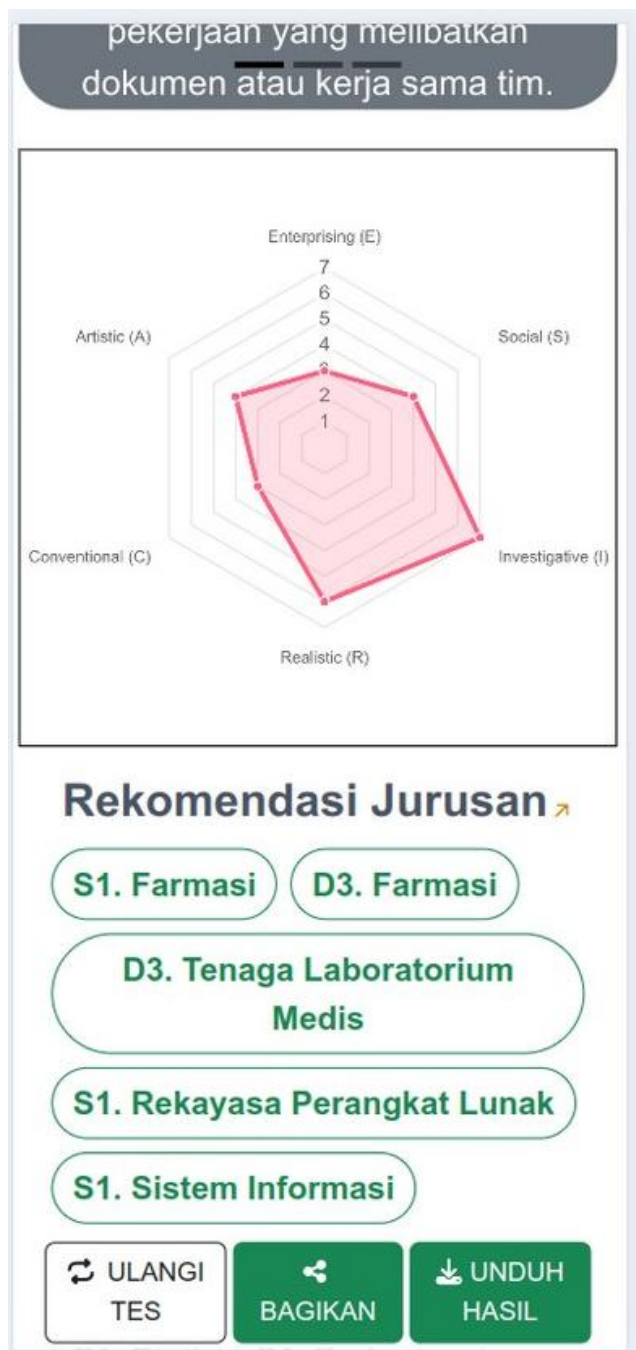 pekerjaan yang melibatkan
dokumen atau kerja sama tim.
Enterprising (E)
7
6
5
4
3
2
1
Artistic (A)
Social (S)
Conventional (C)
Investigative (I)
Realistic (R)
Rekomendasi Jurusan
S1. Farmasi
D3. Farmasi
D3. Tenaga Laboratorium
Medis
S1. Rekayasa Perangkat Lunak
S1. Sistem Informasi
ULANGI
TES
BAGIKAN
UNDUH
HASIL